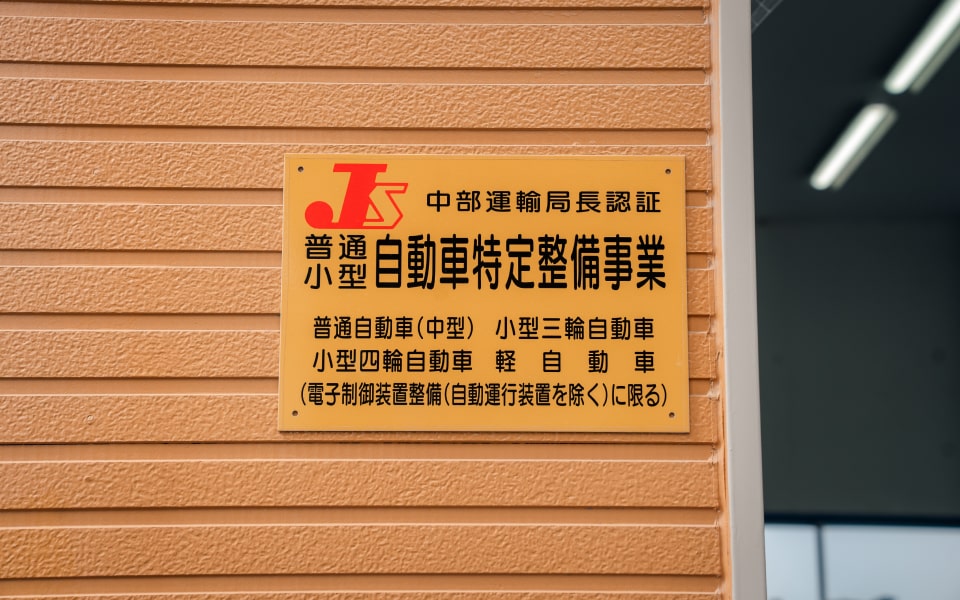 JS 中部運輸局長認証
普通
小型 自動車特定整備事業
普通自動車(中型) 小型三輪自動車
小型四輪自動車 軽自動車
(電子制御装置整備(自動運行装置を除く)に限る)